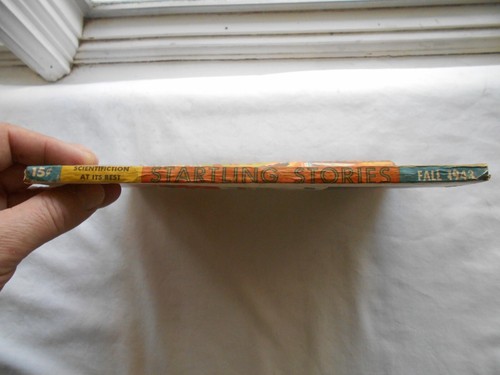 15¢
SCIENTIFICTION
AT ITS BEST
STARTLING STORIES
FALL